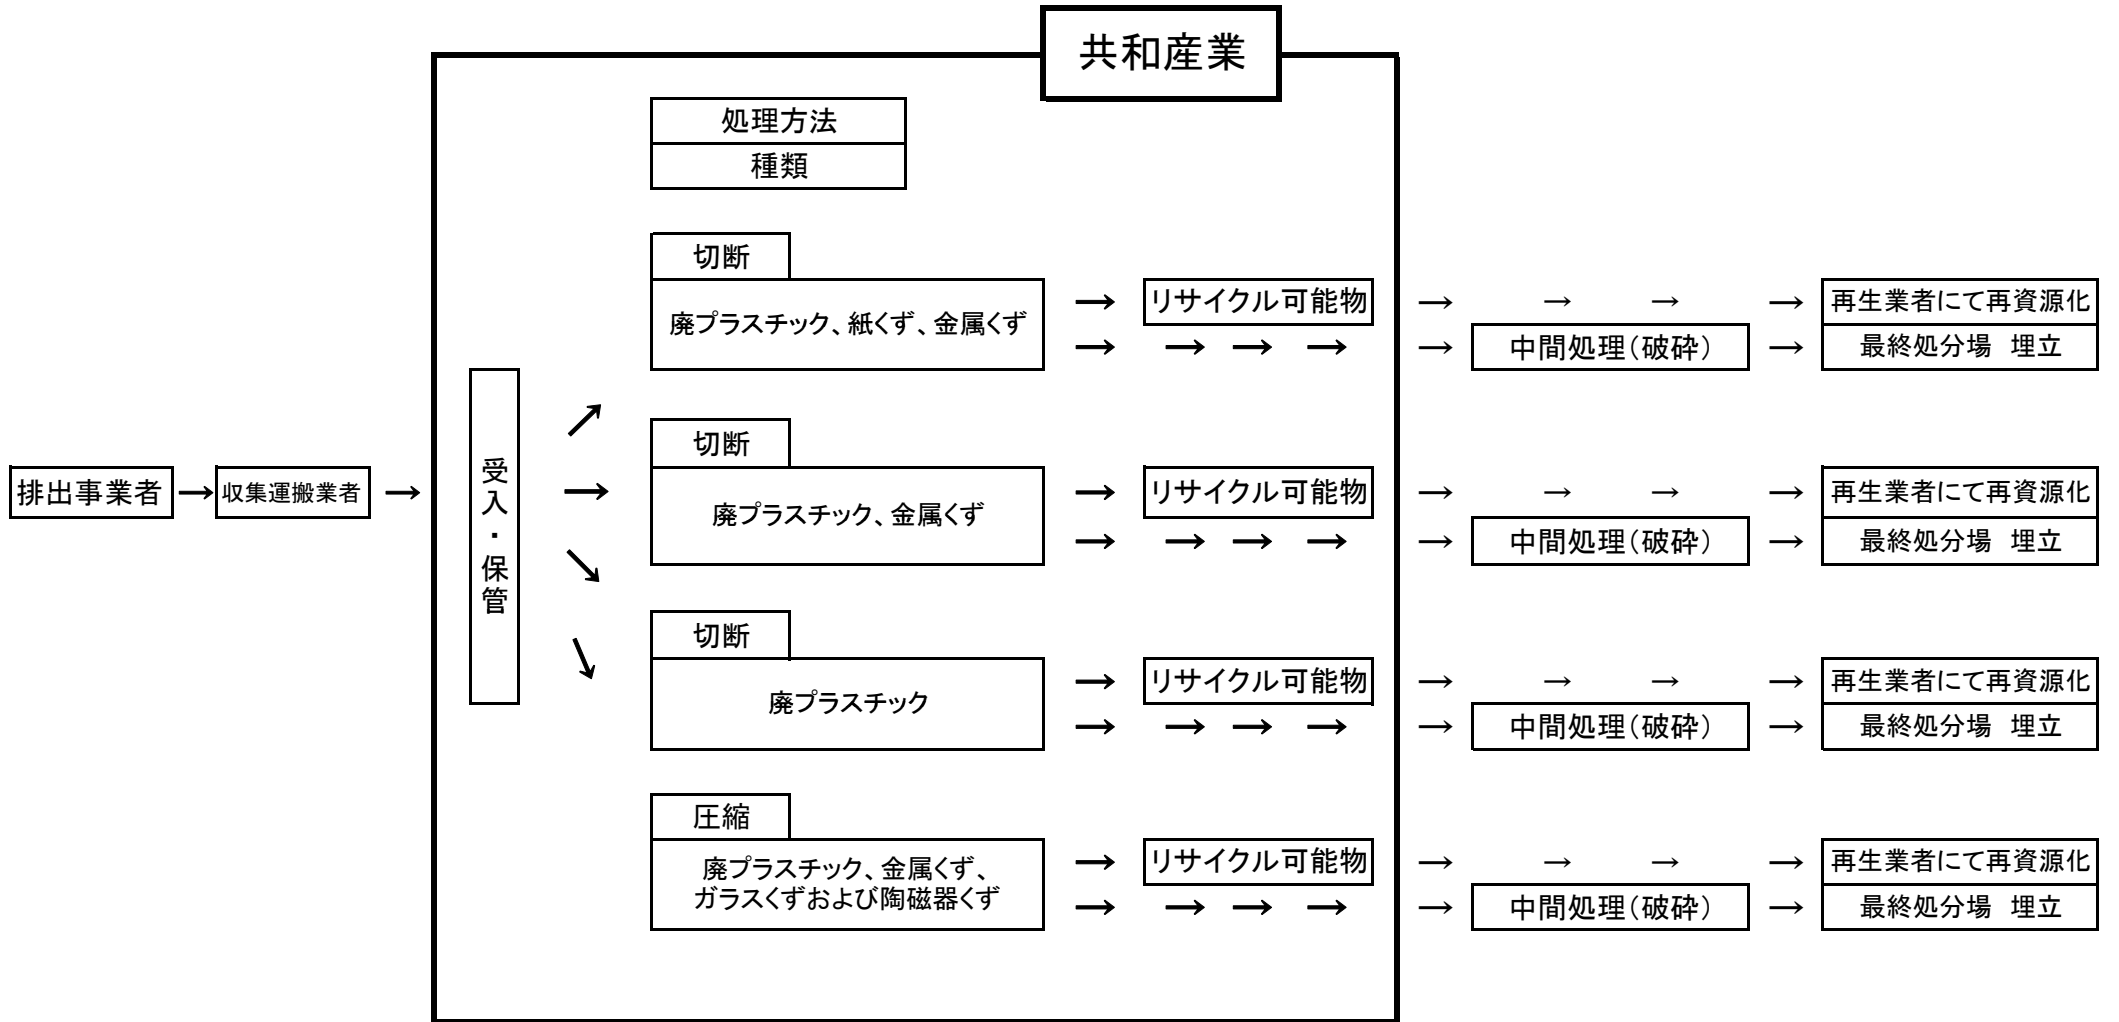 共和産業
処理方法
種類
切断
廃プラスチック、紙くず、金属くず
→ リサイクル可能物 → → → → 再生業者にて再資源化
→ → → → → 中間処理(破砕) → 最終処分場 埋立
排出事業者 → 収集運搬業者 →
受入・保管
切断
廃プラスチック、金属くず
→ リサイクル可能物 → → → → 再生業者にて再資源化
→ → → → → 中間処理(破砕) → 最終処分場 埋立
切断
廃プラスチック
→ リサイクル可能物 → → → → 再生業者にて再資源化
→ → → → → 中間処理(破砕) → 最終処分場 埋立
圧縮
廃プラスチック、金属くず、
ガラスくずおよび陶磁器くず
→ リサイクル可能物 → → → → 再生業者にて再資源化
→ → → → → 中間処理(破砕) → 最終処分場 埋立